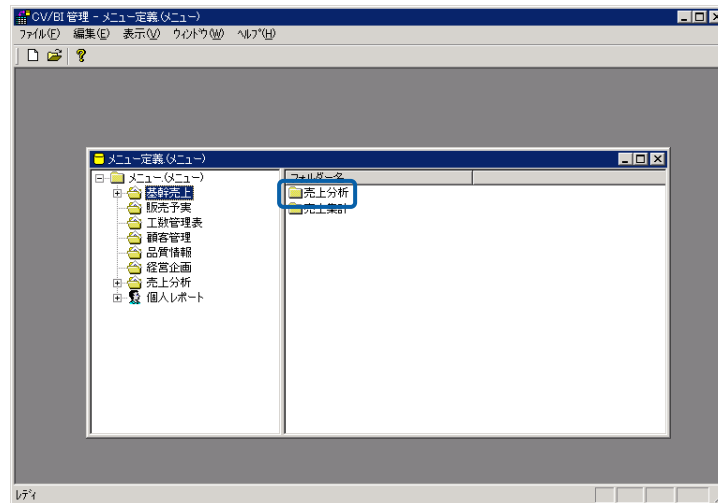 CV/BI 管理 - メニュー定義.(メニュー)
ファイル(F) 編集(E) 表示(V) ウィンドウ(W) ヘルプ(H)
メニュー定義.(メニュー)
メニュー.(メニュー)
基幹売上
販売予実
工数管理表
顧客管理
品質情報
経営企画
売上分析
個人レポート
フォルダー名
売上分析
売上集計
レディ